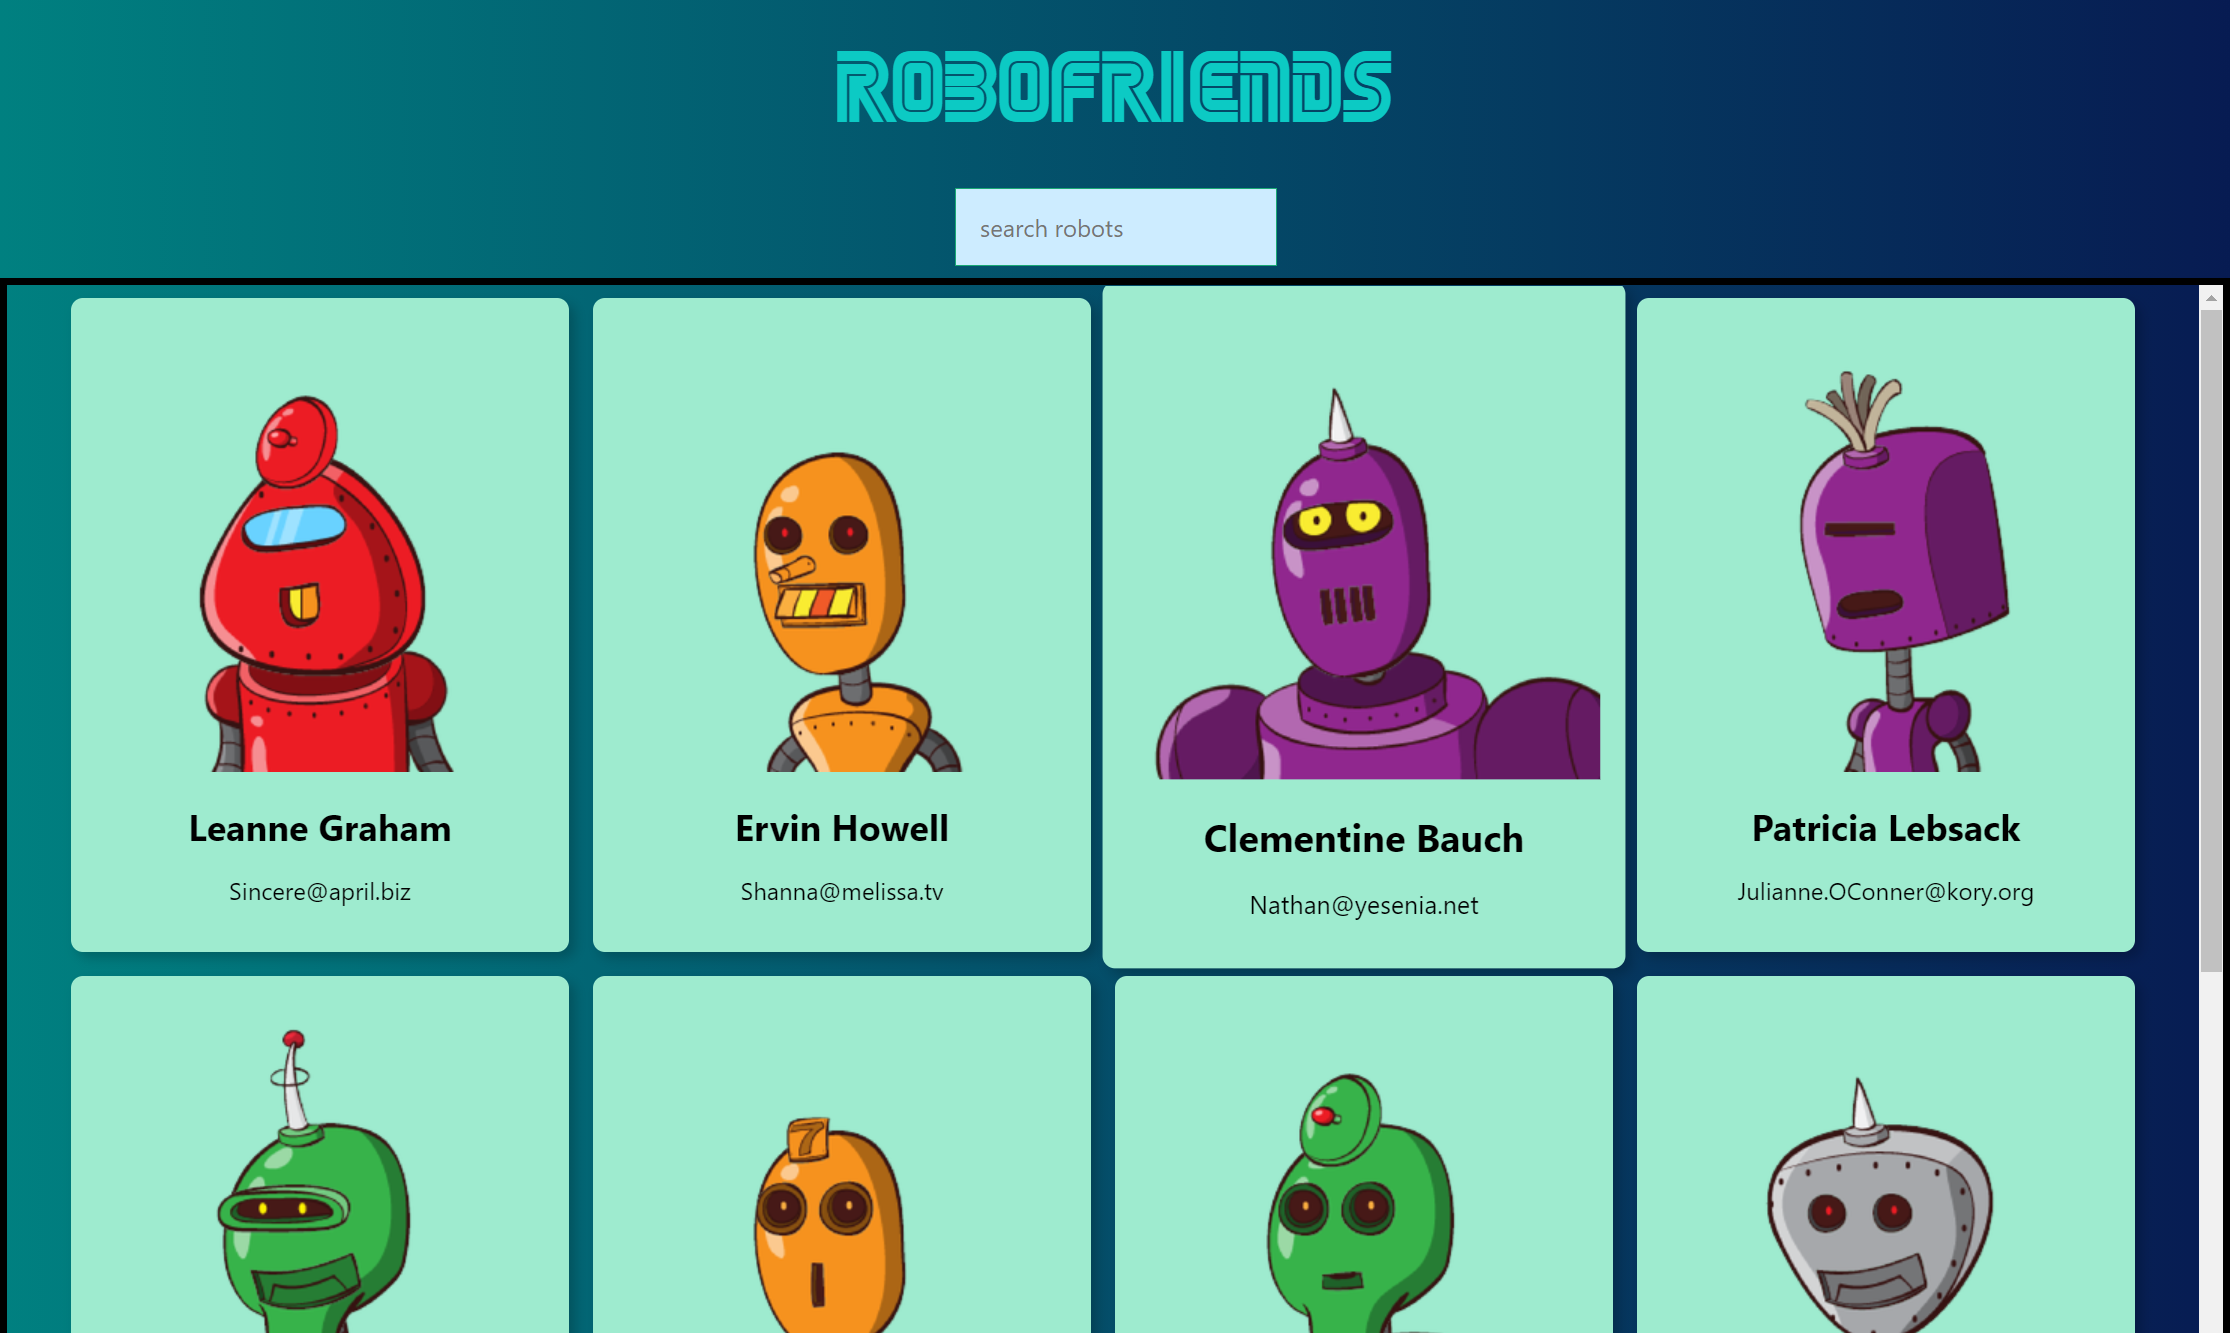 ROBOFRIENDS
search robots
Leanne Graham
Sincere@april.biz
Ervin Howell
Shanna@melissa.tv
Clementine Bauch
Nathan@yesenia.net
Patricia Lebsack
Julianne.OConner@kory.org
7